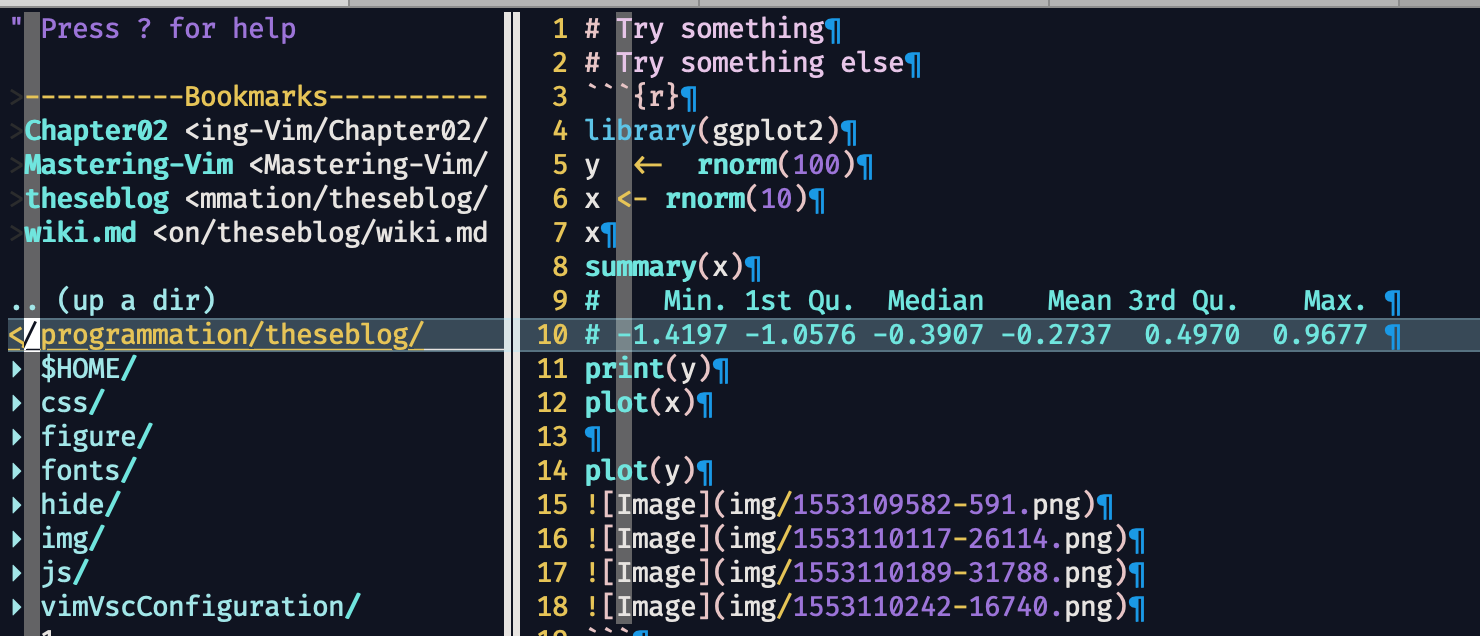 " Press ? for help
>----------Bookmarks----------
>Chapter02 <ing-Vim/Chapter02/
>Mastering-Vim <Mastering-Vim/
>theseblog <mmation/theseblog/
>wiki.md <on/theseblog/wiki.md
.. (up a dir)
</programmation/theseblog/
▸ $HOME/
▸ css/
▸ figure/
▸ fonts/
▸ hide/
▸ img/
▸ js/
▸ vimVscConfiguration/
1 # Try something¶
2 # Try something else¶
3 ```{r}¶
4 library(ggplot2)¶
5 y  <-  rnorm(100)¶
6 x <- rnorm(10)¶
7 x¶
8 summary(x)¶
9 #    Min. 1st Qu.  Median    Mean 3rd Qu.    Max. ¶
10 # -1.4197 -1.0576 -0.3907 -0.2737  0.4970  0.9677 ¶
11 print(y)¶
12 plot(x)¶
13 ¶
14 plot(y)¶
15 ![Image](img/1553109582-591.png)¶
16 ![Image](img/1553110117-26114.png)¶
17 ![Image](img/1553110189-31788.png)¶
18 ![Image](img/1553110242-16740.png)¶